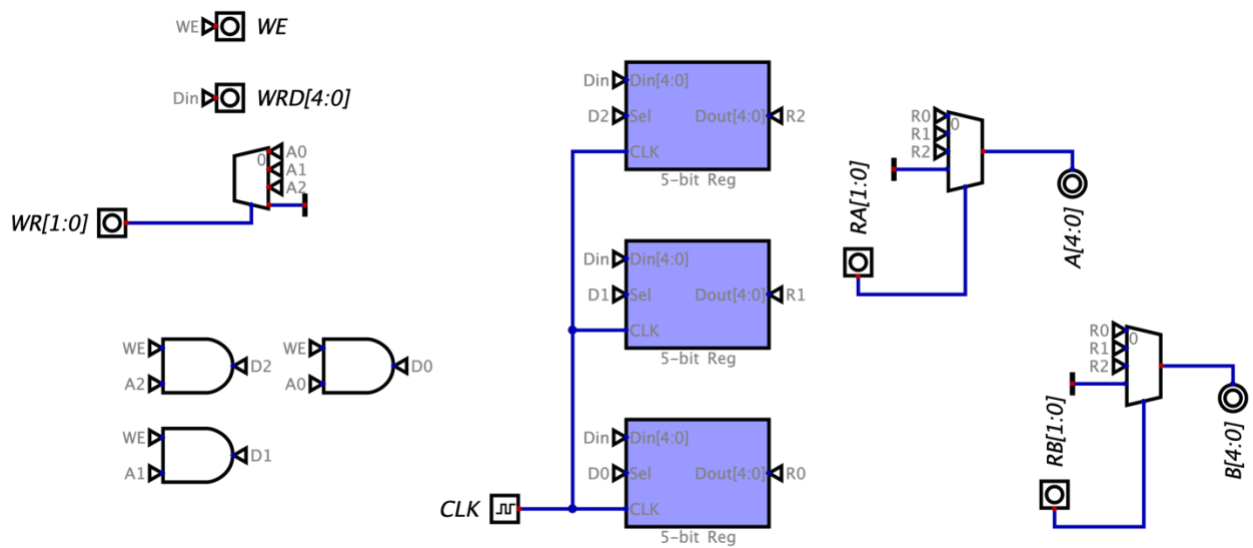 WE WE
Din WRD[4:0]
0 A0
A1
A2
WR[1:0]
WE
A2
D2
WE
A0
D0
WE
A1
D1
Din Din[4:0]
D2 Sel Dout[4:0] R2
CLK
5-bit Reg
Din Din[4:0]
D1 Sel Dout[4:0] R1
CLK
5-bit Reg
Din Din[4:0]
D0 Sel Dout[4:0] R0
CLK CLK
5-bit Reg
R0 0
R1
R2
RA[1:0]
A[4:0]
R0 0
R1
R2
RB[1:0]
B[4:0]